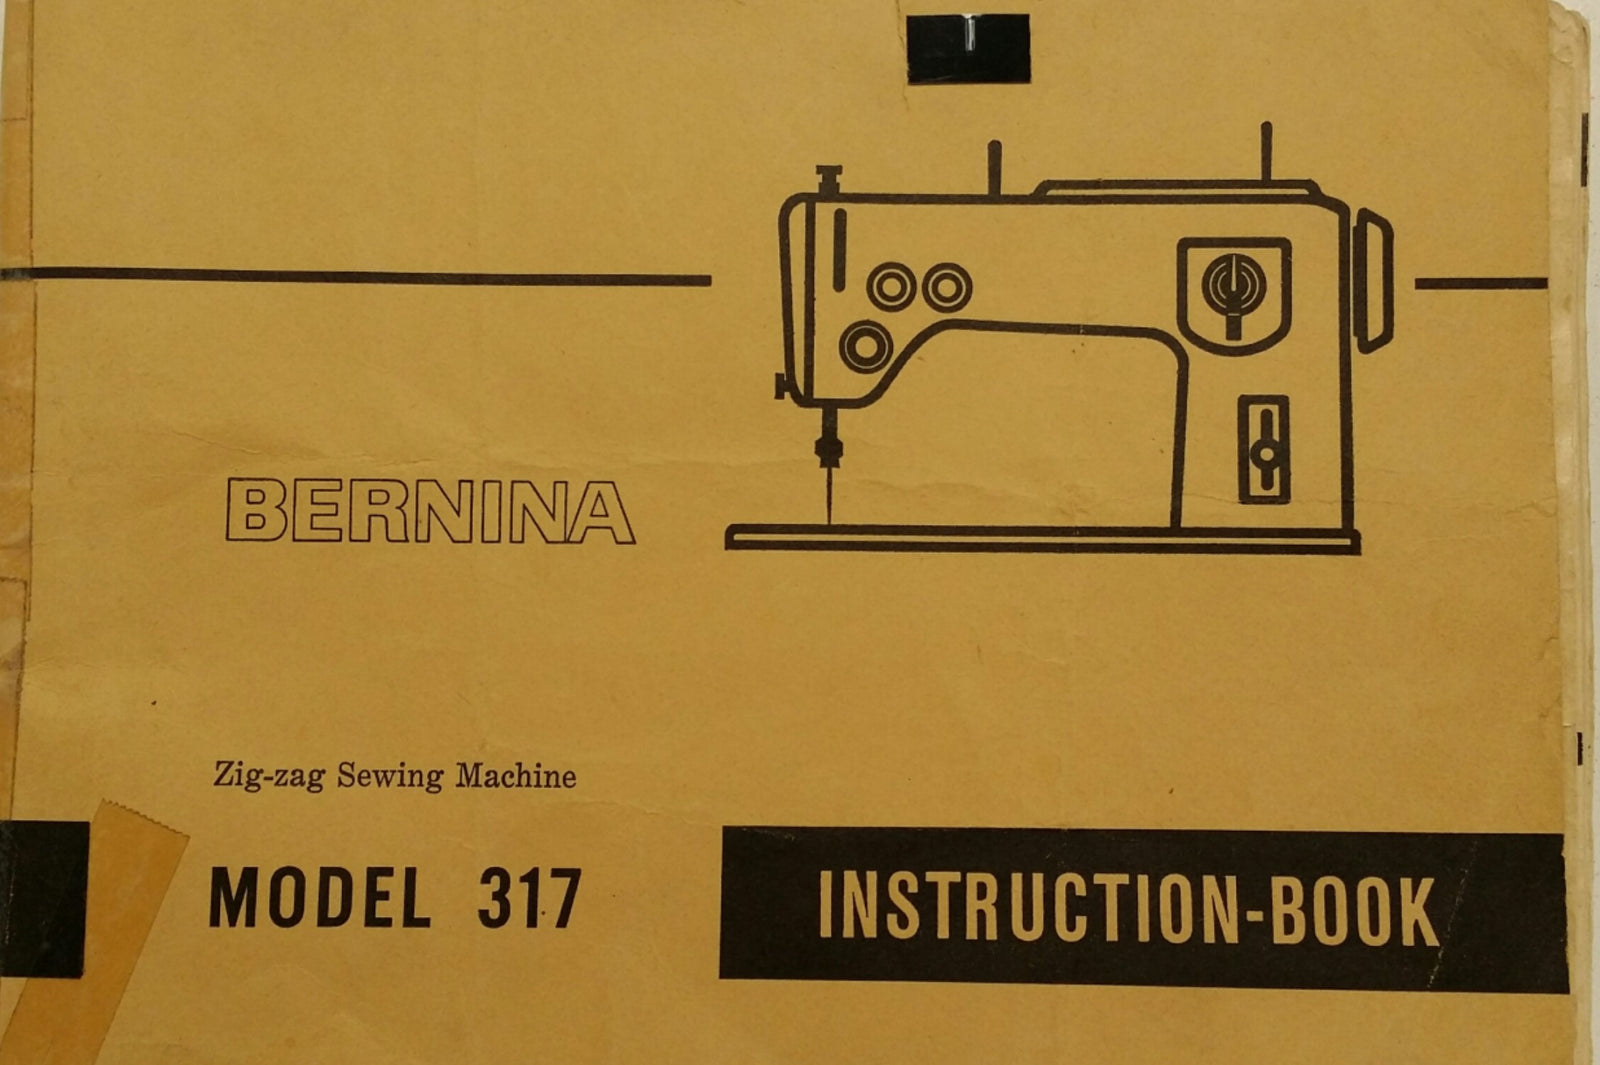 BERNINA
Zig-zag Sewing Machine
MODEL 317
INSTRUCTION-BOOK